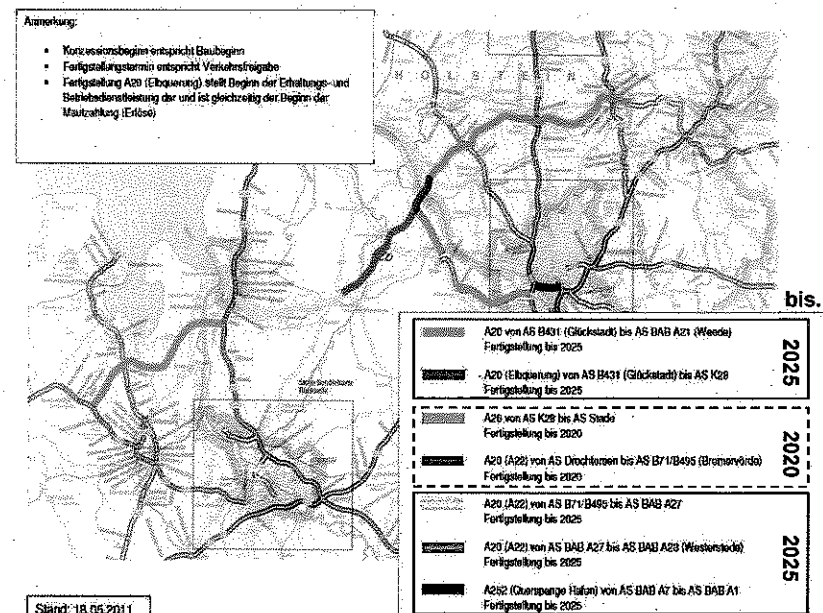 Anmerkung:
Konzessionsbeginn entspricht Baubeginn
Fertigstellungstermin entspricht Verkehrsfreigabe
Fertigstellung A20 (Elbquerung) stellt Beginn der Erhaltungs- und
Betriebsdienstleistung dar und ist gleichzeitig der Beginn der
Mautzahlung (Erlöse)
HOLSTEIN
bis.
A20 von AS B431 (Glückstadt) bis AS BAB A21 (Weede)
Fertigstellung bis 2025
A20 (Elbquerung) von AS B431 (Glückstadt) bis AS K28
Fertigstellung bis 2025
2025
von AS K28 bis AS Stade
Fertigstellung bis 2020
A20 (A22) von AS Drochtersen bis AS B71/B495 (Bremervörde)
Fertigstellung bis 2020
2020
A20 (A22) von AS B71/B495 bis AS BAB A27
Fertigstellung bis 2025
A20 (A22) von AS BAB A27 bis AS BAB A28 (Westerstede)
Fertigstellung bis 2025
A252 (Querspange Hafen) von AS BAB A7 bis AS BAB A1
Fertigstellung bis 2025
2025
Stand: 18.05.2011